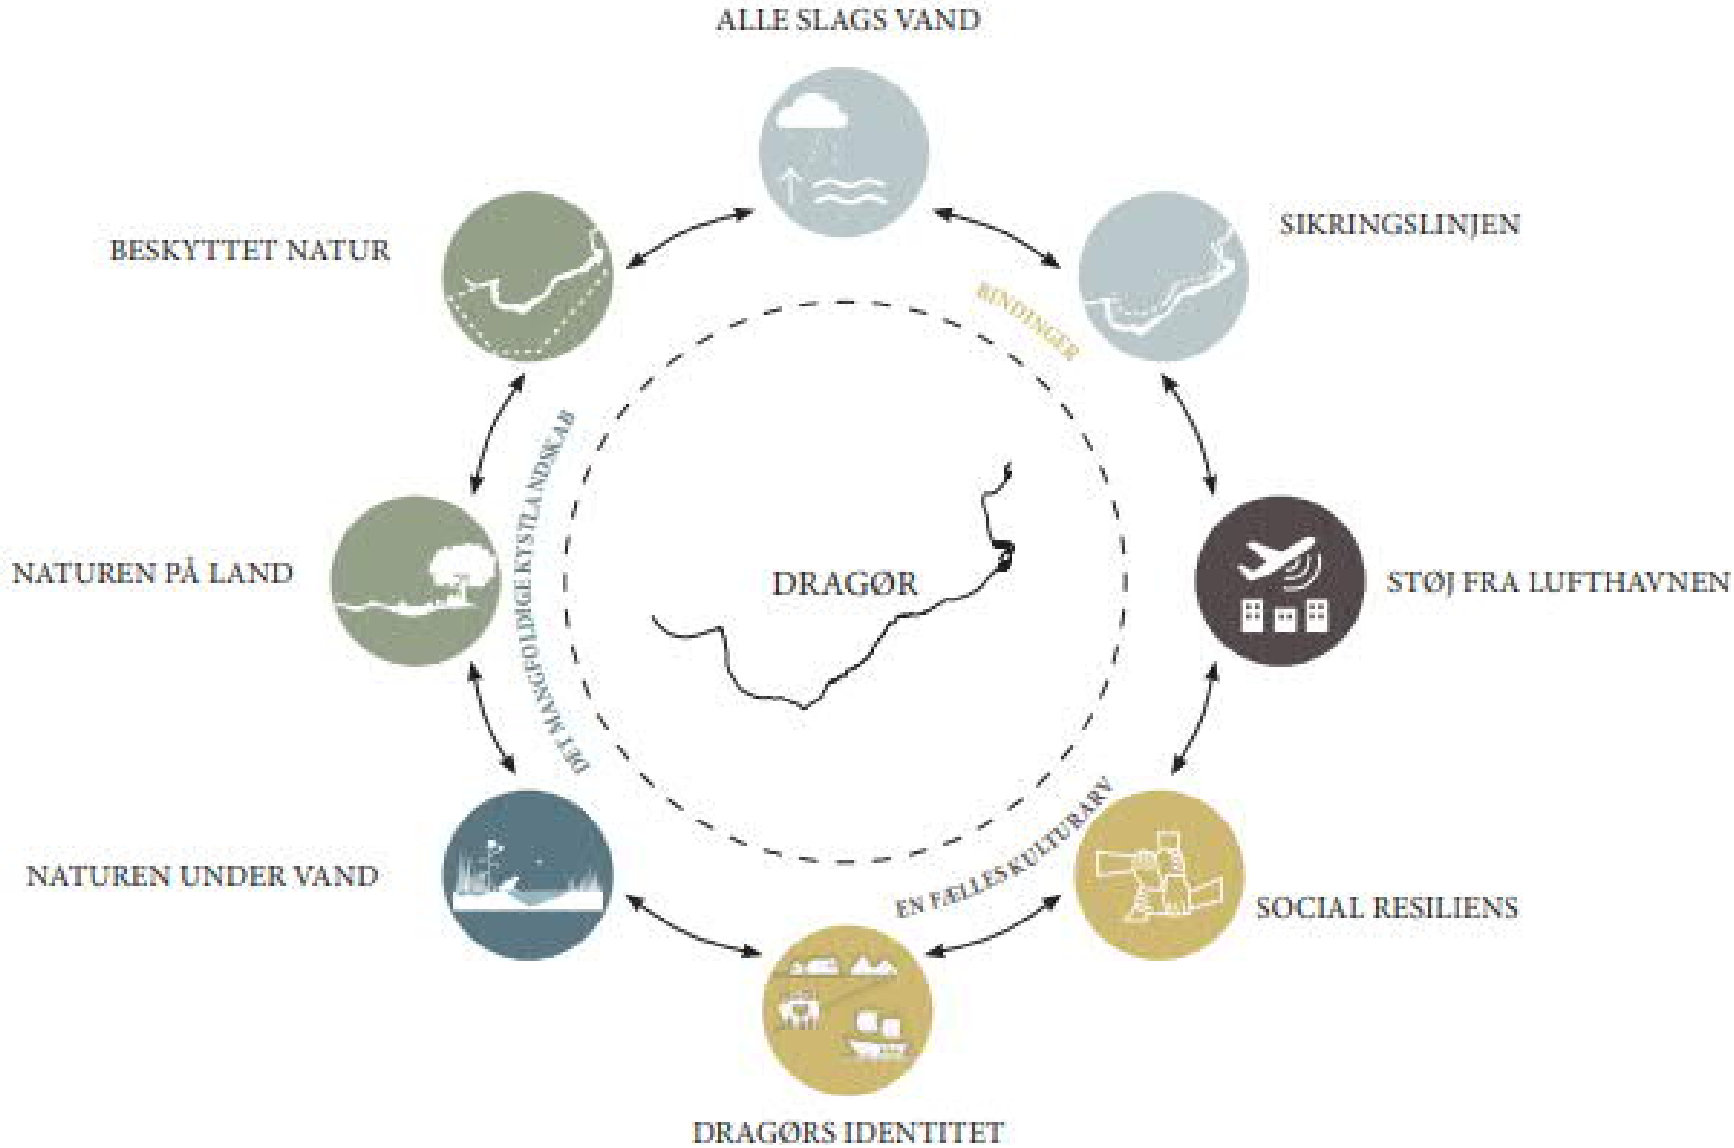 ALLE SLAGS VAND
SIKRINGSLINJEN
BESKYTTET NATUR
BINDINGER
DET MANGFOLDIGE KYSTLANDSKAB
NATUREN PÅ LAND
DRAGØR
STØJ FRA LUFTHAVNEN
EN FÆLLES KULTURARV
NATUREN UNDER VAND
SOCIAL RESILIENS
DRAGØRS IDENTITET